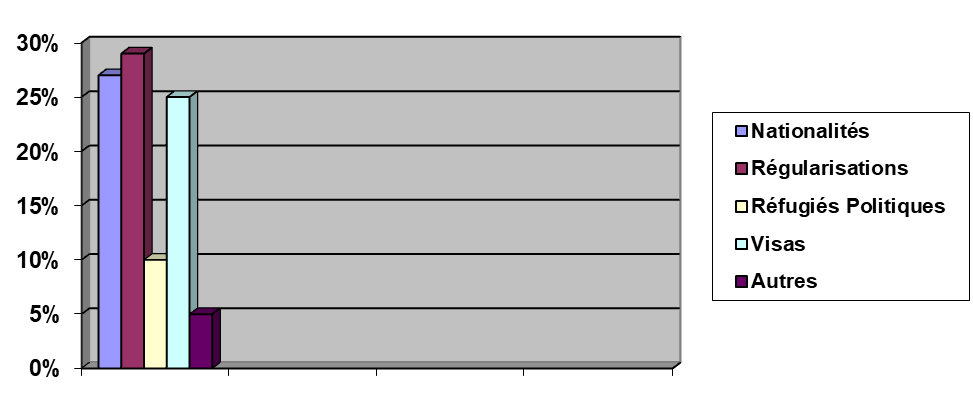 30%
25%
20%
15%
10%
5%
0%
Nationalités
Régularisations
Réfugiés Politiques
Visas
Autres